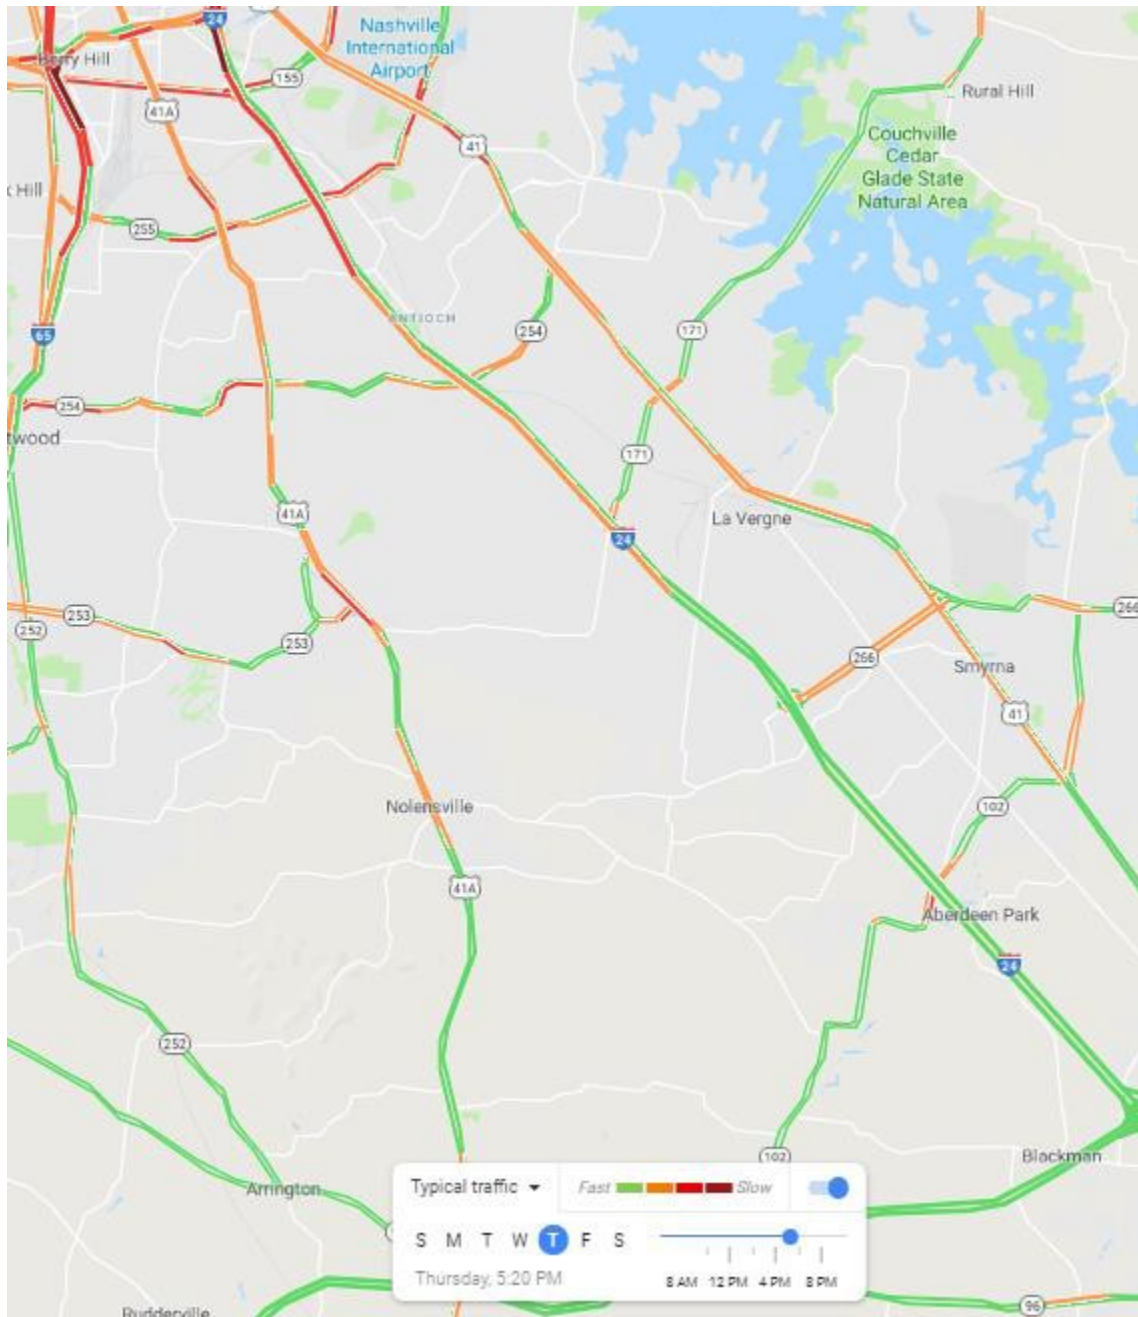 24
Nashville
International
Airport
Berry Hill
155
41A
Rural Hill
41
Couchville
Cedar
Glade State
Natural Area
Hill
255
ANTIOCH
65
254
171
254
twood
171
41A
La Vergne
24
253
252
253
266
266
Smyrna
41
Nolensville
102
41A
Aberdeen Park
24
252
102
Blackman
Arrington
Typical traffic
Fast
Slow
S M T W T F S
Thursday, 5:20 PM
8 AM 12 PM 4 PM 8 PM
96
Rudderville